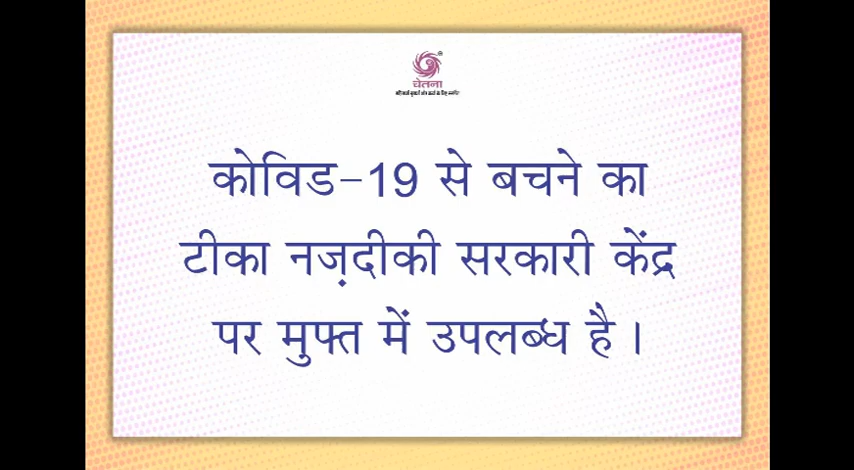 चेतना
कोविड-19 से बचने का
टीका नज़दीकी सरकारी केंद्र
पर मुफ्त में उपलब्ध है।